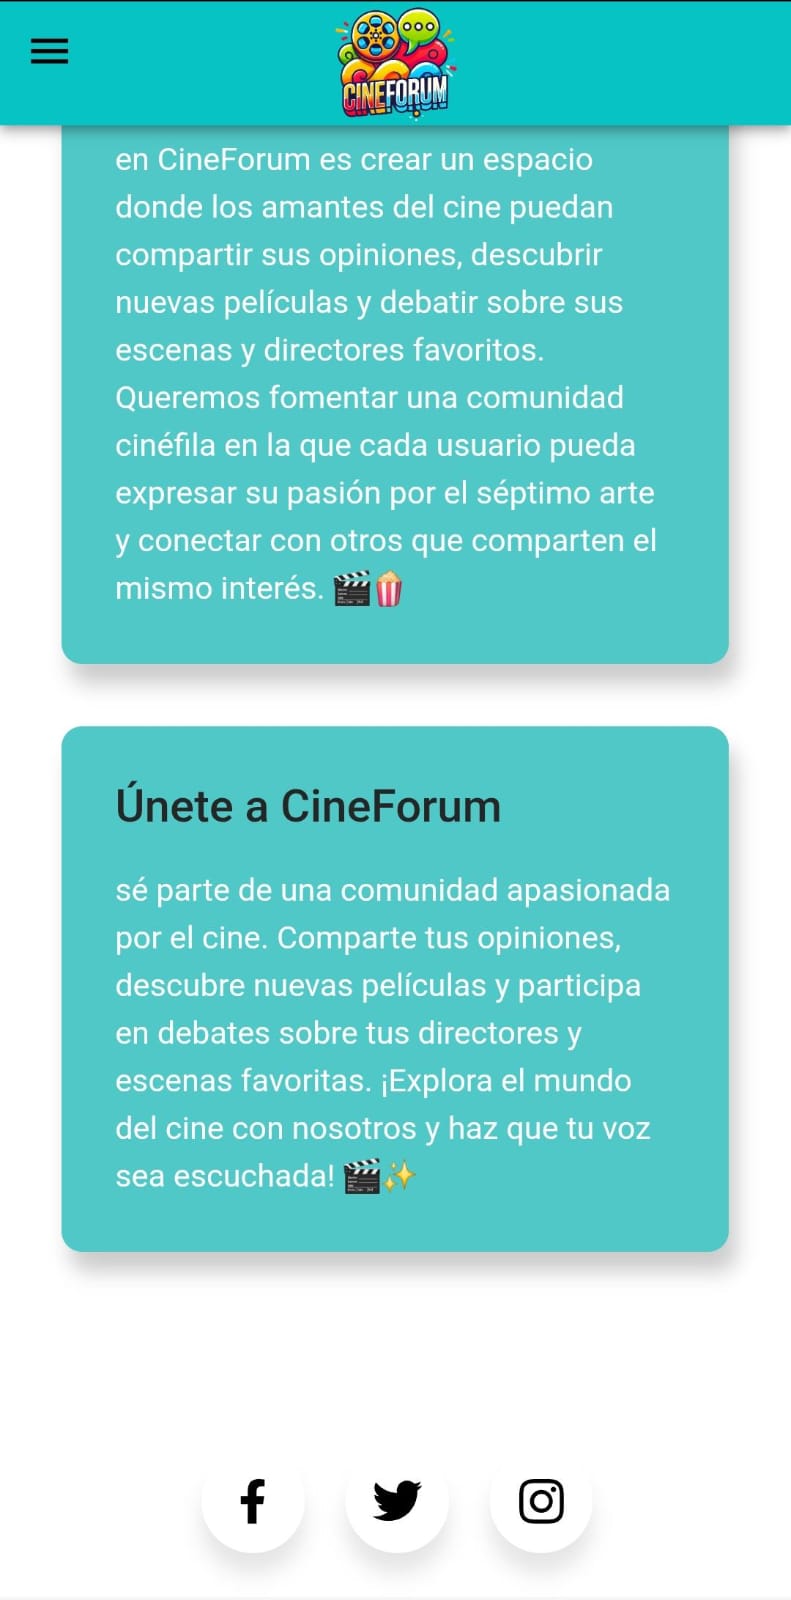 CINEFORUM
en CineForum es crear un espacio
donde los amantes del cine puedan
compartir sus opiniones, descubrir
nuevas películas y debatir sobre sus
escenas y directores favoritos.
Queremos fomentar una comunidad
cinéfila en la que cada usuario pueda
expresar su pasión por el séptimo arte
y conectar con otros que comparten el
mismo interés. 🎬🍿
Únete a CineForum
sé parte de una comunidad apasionada
por el cine. Comparte tus opiniones,
descubre nuevas películas y participa
en debates sobre tus directores y
escenas favoritas. ¡Explora el mundo
del cine con nosotros y haz que tu voz
sea escuchada! 🎬✨